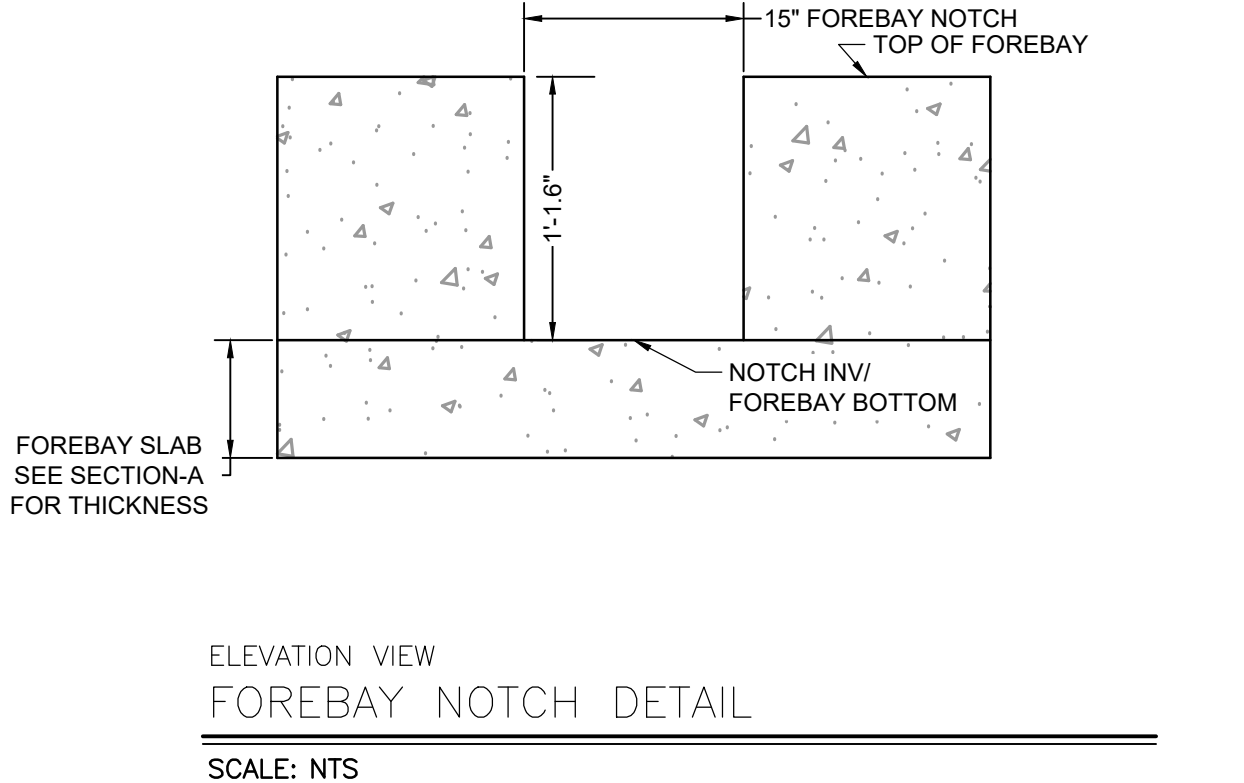 15" FOREBAY NOTCH
TOP OF FOREBAY
1'-1.6"
NOTCH INV/
FOREBAY BOTTOM
FOREBAY SLAB
SEE SECTION-A
FOR THICKNESS
ELEVATION VIEW
FOREBAY NOTCH DETAIL
SCALE: NTS